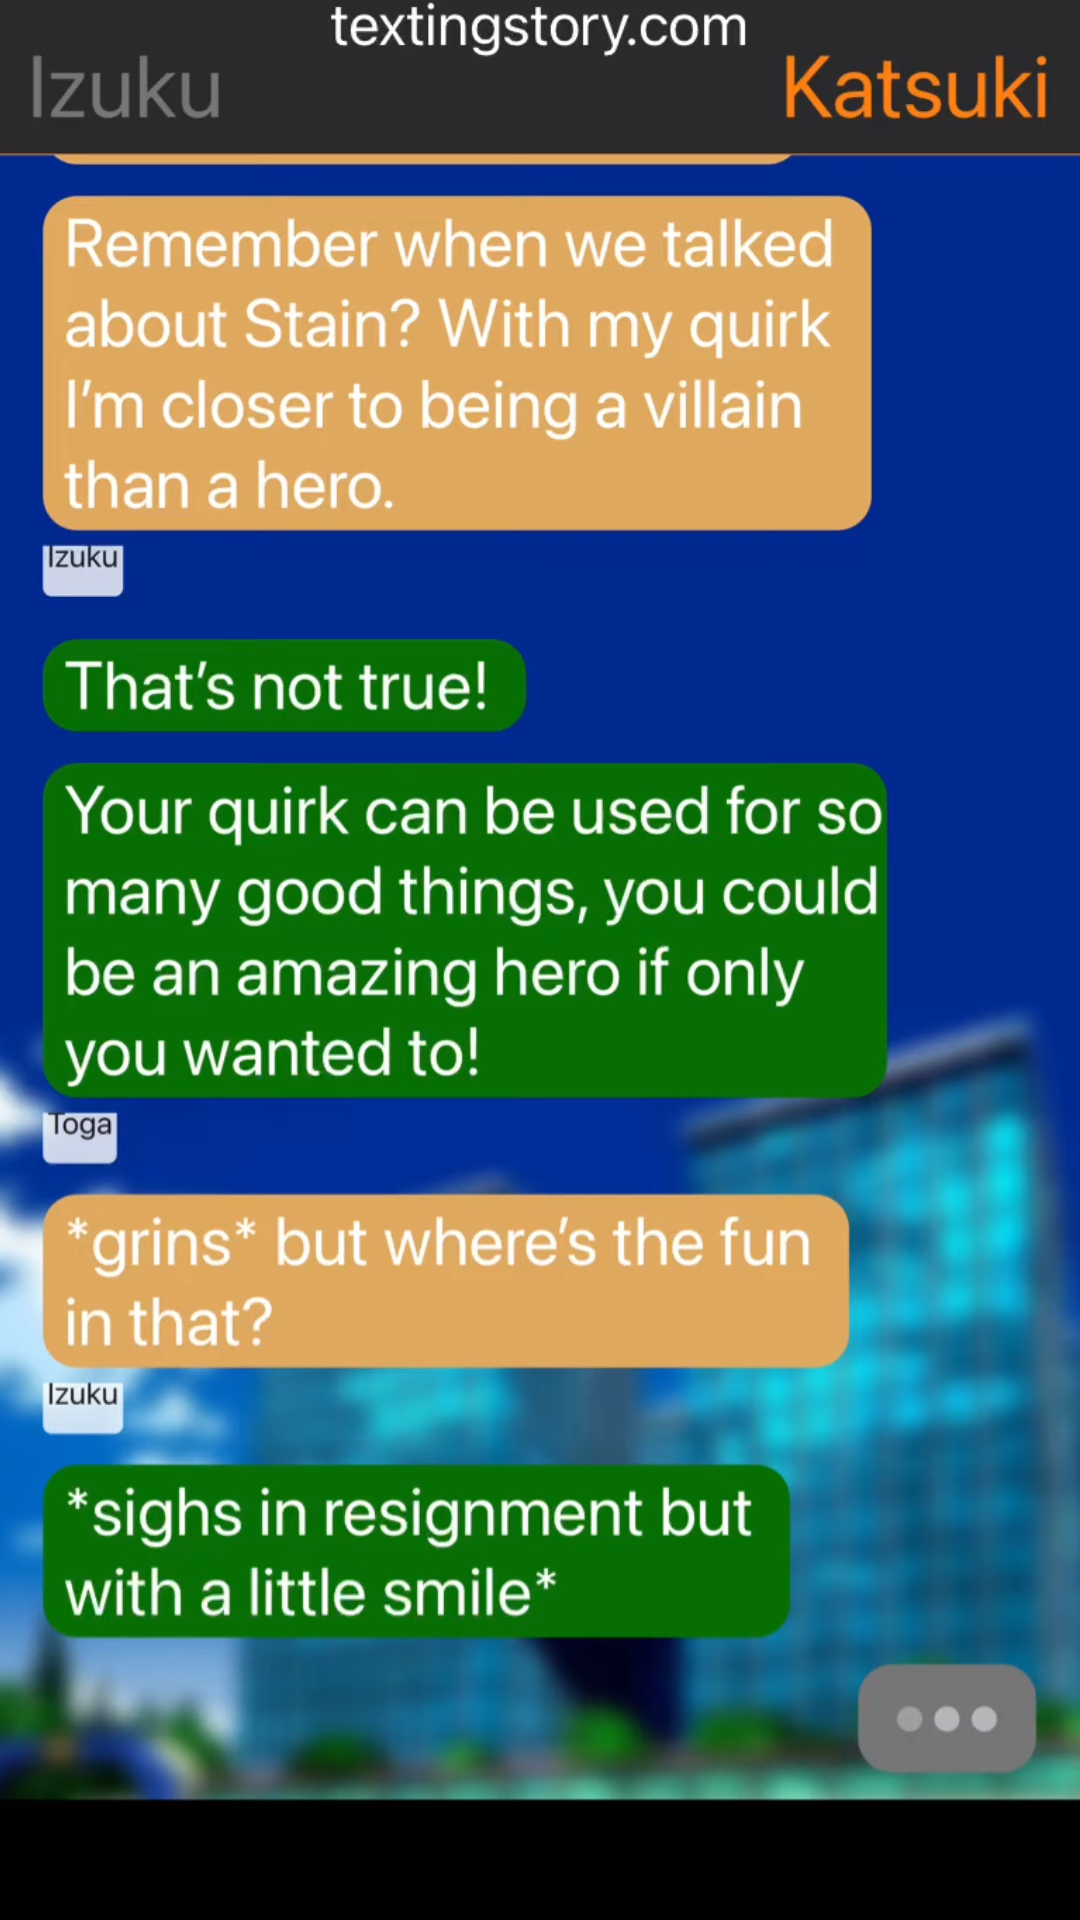 textingstory.com
Izuku
Katsuki
Remember when we talked
about Stain? With my quirk
I'm closer to being a villain
than a hero.
Izuku
That's not true!
Your quirk can be used for so
many good things, you could
be an amazing hero if only
you wanted to!
Toga
*grins* but where's the fun
in that?
Izuku
*sighs in resignment but
with a little smile*